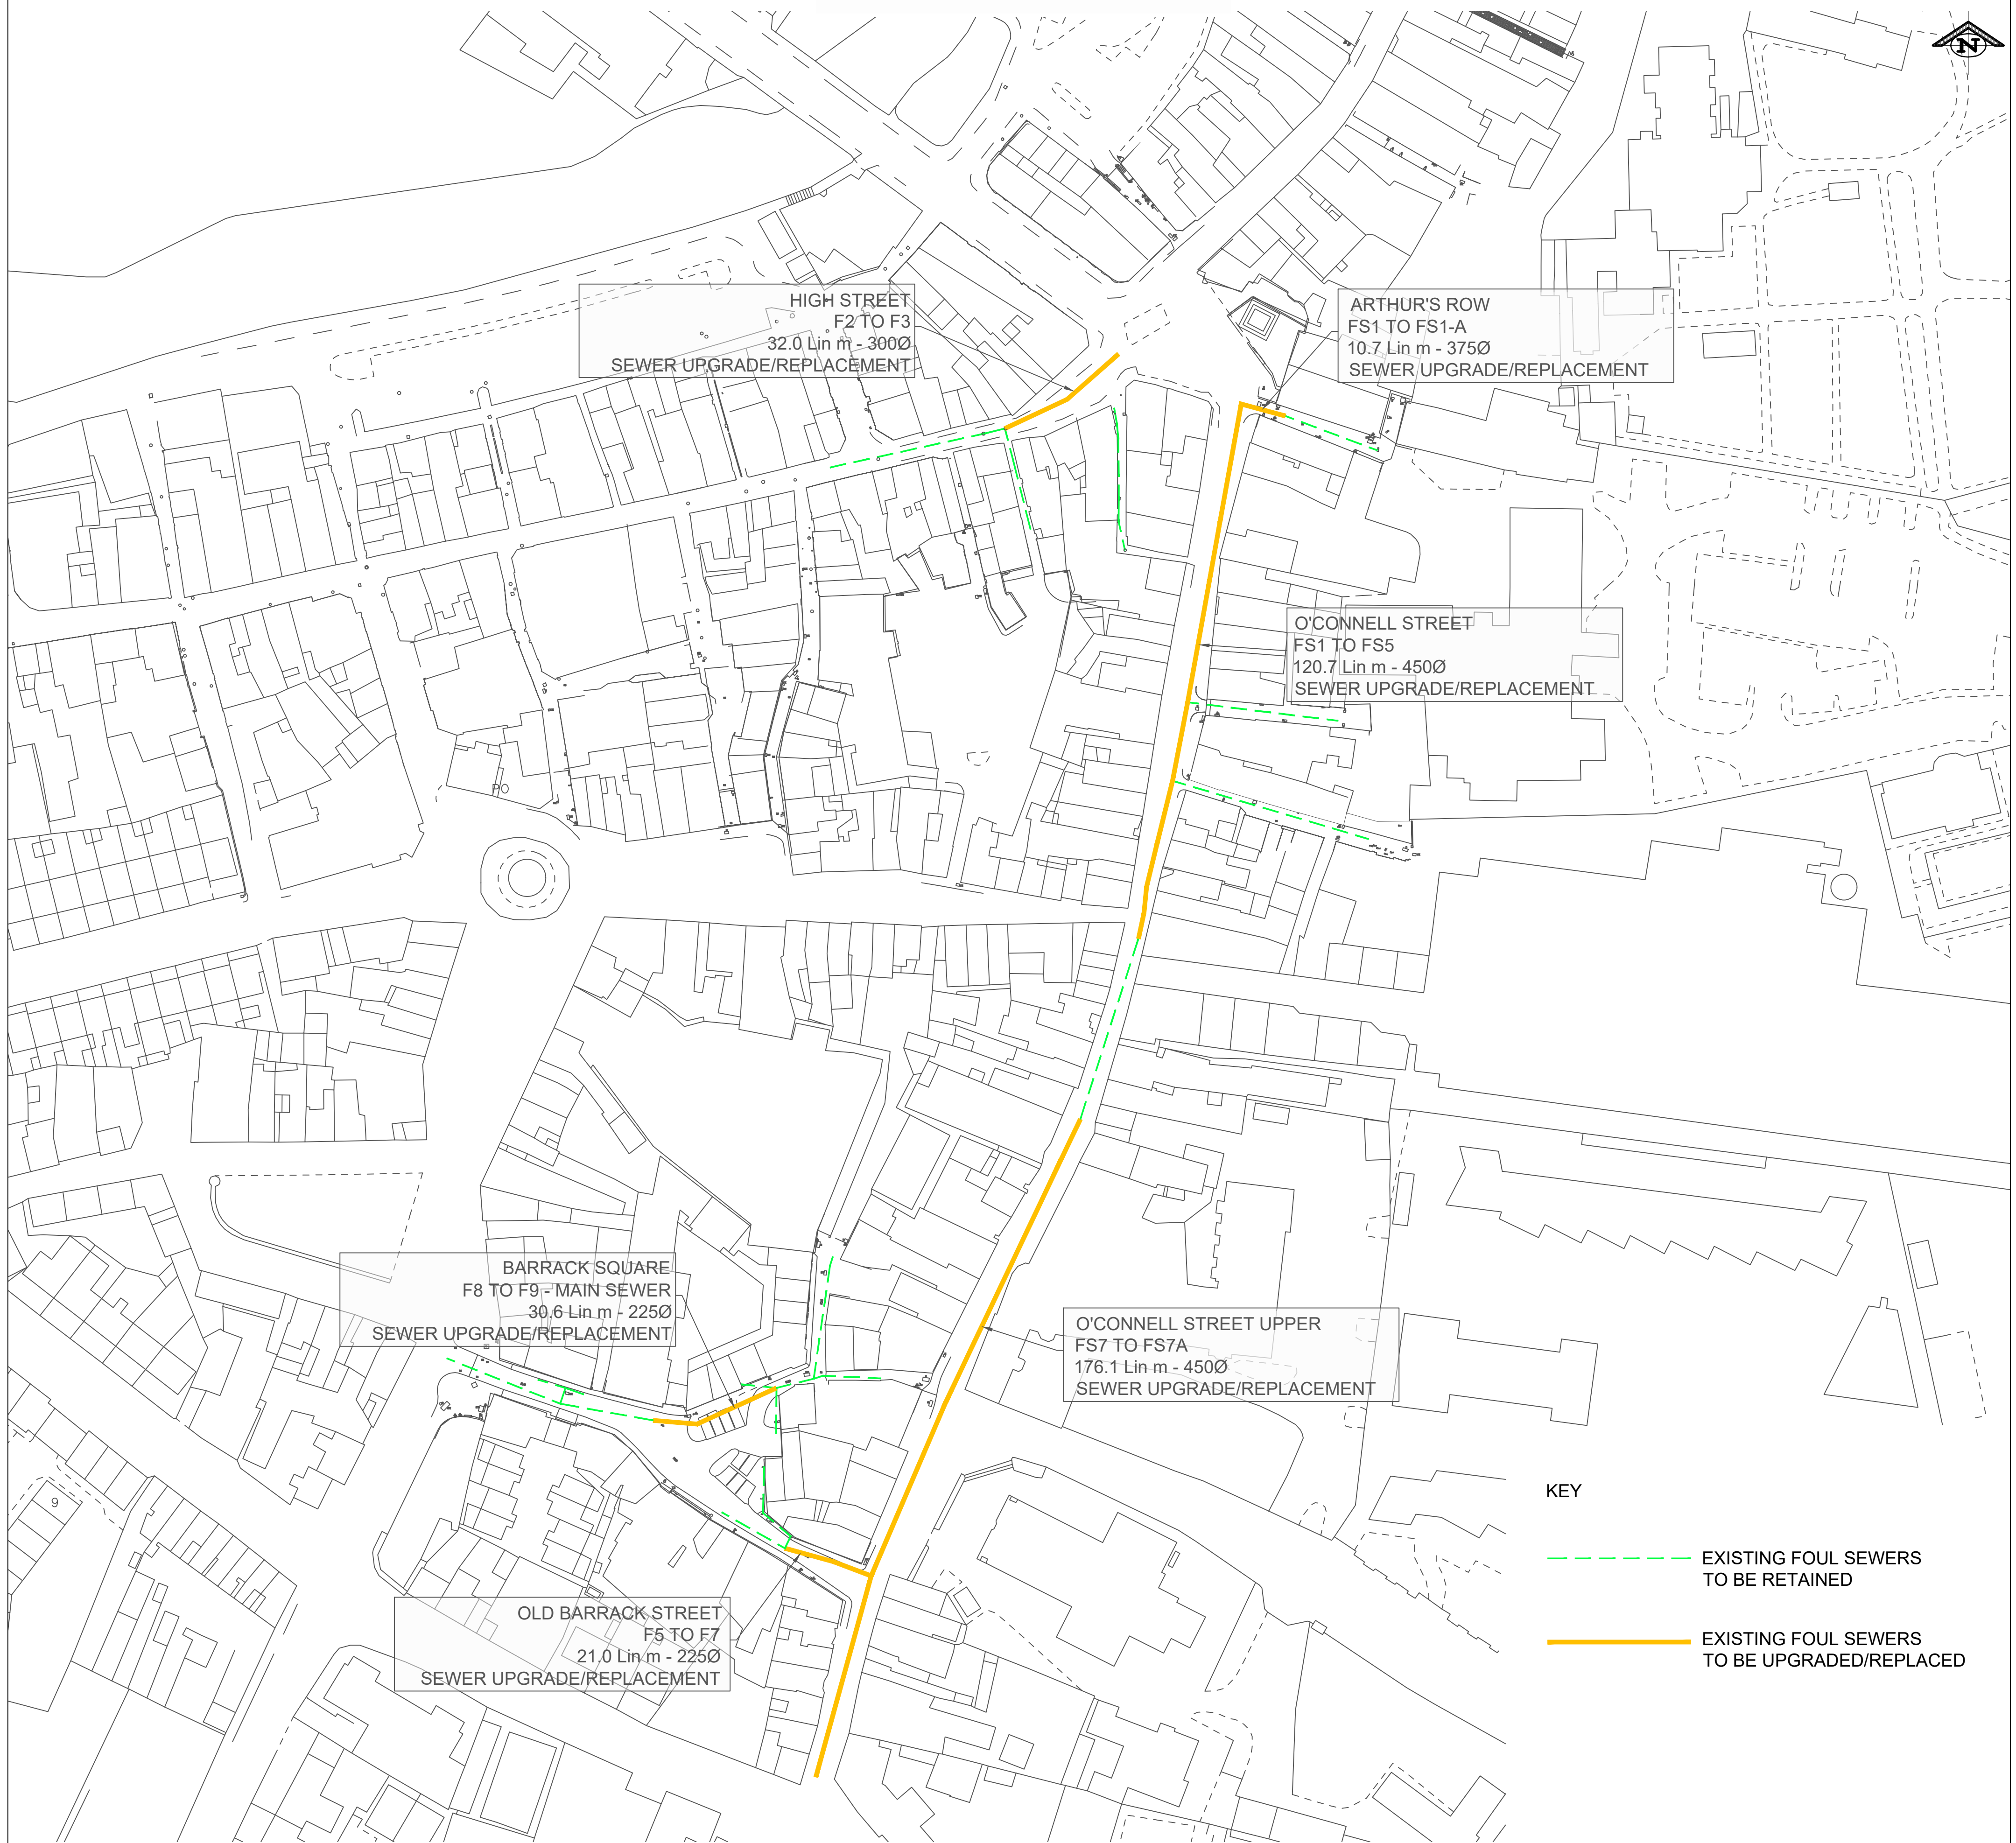 N
HIGH STREET
F2 TO F3
32.0 Lin m - 300Ø
SEWER UPGRADE/REPLACEMENT
ARTHUR'S ROW
FS1 TO FS1-A
10.7 Lin m - 375Ø
SEWER UPGRADE/REPLACEMENT
O'CONNELL STREET
FS1 TO FS5
120.7 Lin m - 450Ø
SEWER UPGRADE/REPLACEMENT
PO
BARRACK SQUARE
F8 TO F9 - MAIN SEWER
30.6 Lin m - 225Ø
SEWER UPGRADE/REPLACEMENT
O'CONNELL STREET UPPER
FS7 TO FS7A
176.1 Lin m - 450Ø
SEWER UPGRADE/REPLACEMENT
9
OLD BARRACK STREET
F5 TO F7
21.0 Lin m - 225Ø
SEWER UPGRADE/REPLACEMENT
KEY
EXISTING FOUL SEWERS
TO BE RETAINED
EXISTING FOUL SEWERS
TO BE UPGRADED/REPLACED